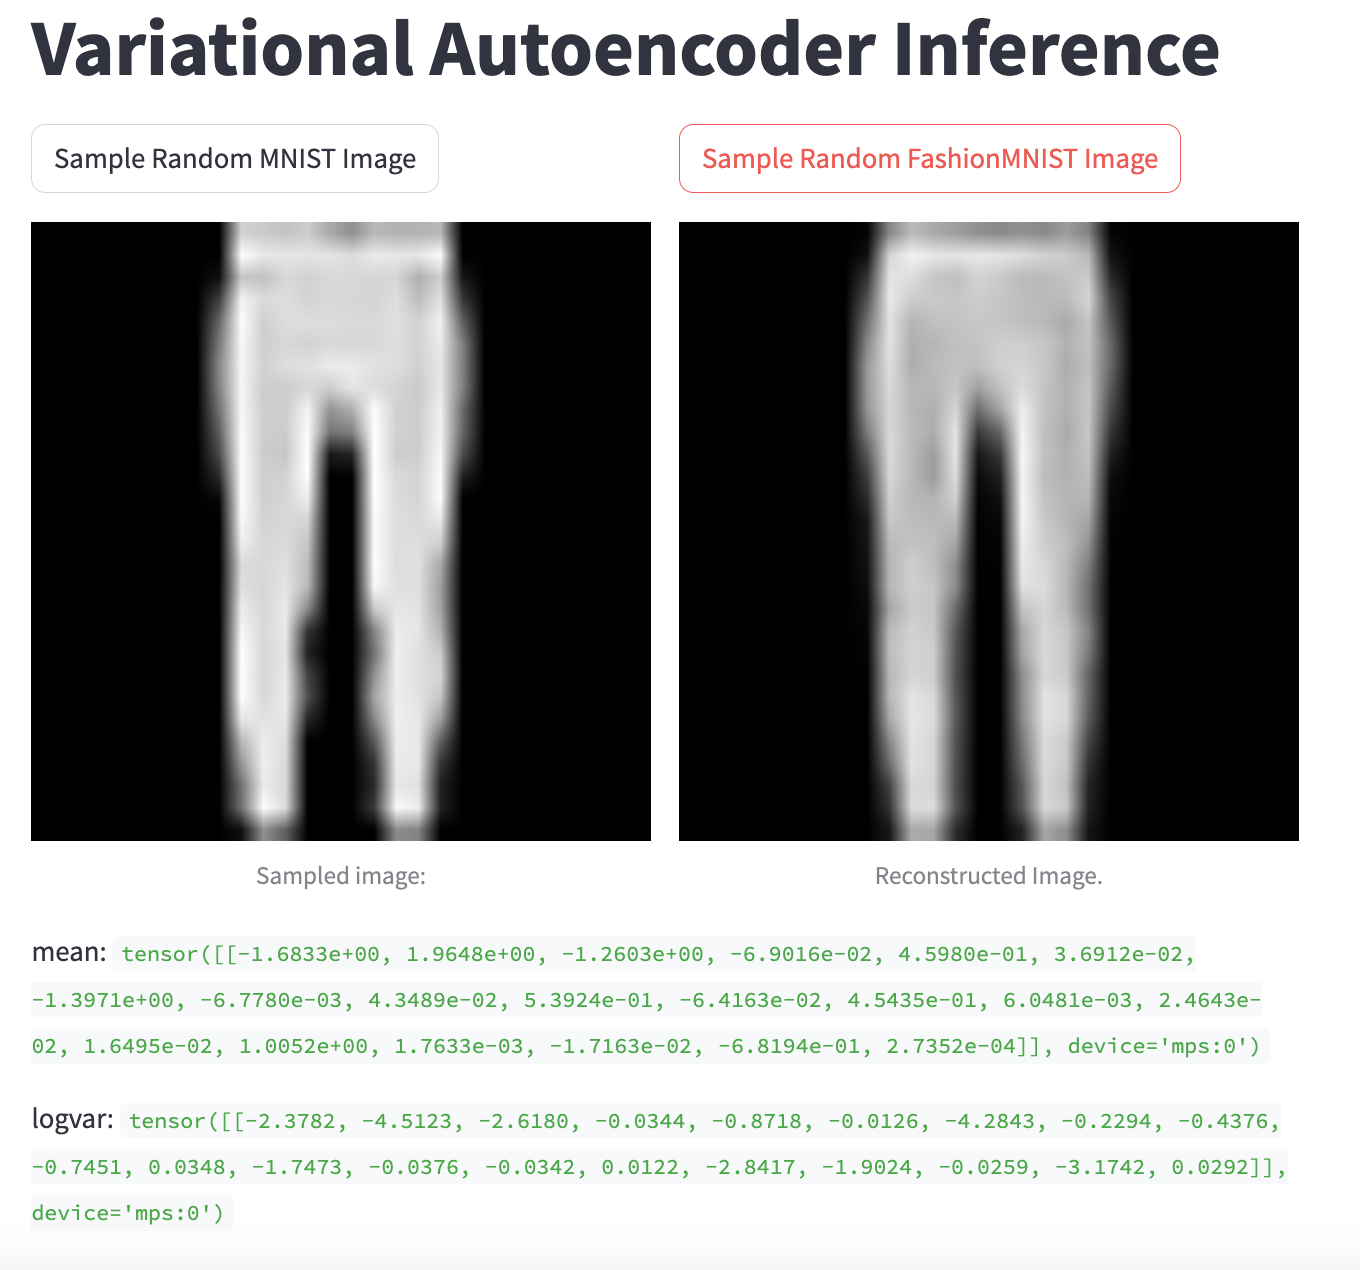 Variational Autoencoder Inference
Sample Random MNIST Image
Sample Random FashionMNIST Image
Sampled image:
Reconstructed Image.
mean: tensor([[-1.6833e+00, 1.9648e+00, -1.2603e+00, -6.9016e-02, 4.5980e-01, 3.6912e-02,
-1.3971e+00, -6.7780e-03, 4.3489e-02, 5.3924e-01, -6.4163e-02, 4.5435e-01, 6.0481e-03, 2.4643e-
02, 1.6495e-02, 1.0052e+00, 1.7633e-03, -1.7163e-02, -6.8194e-01, 2.7352e-04]], device='mps:0')
logvar: tensor([[-2.3782, -4.5123, -2.6180, -0.0344, -0.8718, -0.0126, -4.2843, -0.2294, -0.4376,
-0.7451, 0.0348, -1.7473, -0.0376, -0.0342, 0.0122, -2.8417, -1.9024, -0.0259, -3.1742, 0.0292]],
device='mps:0')